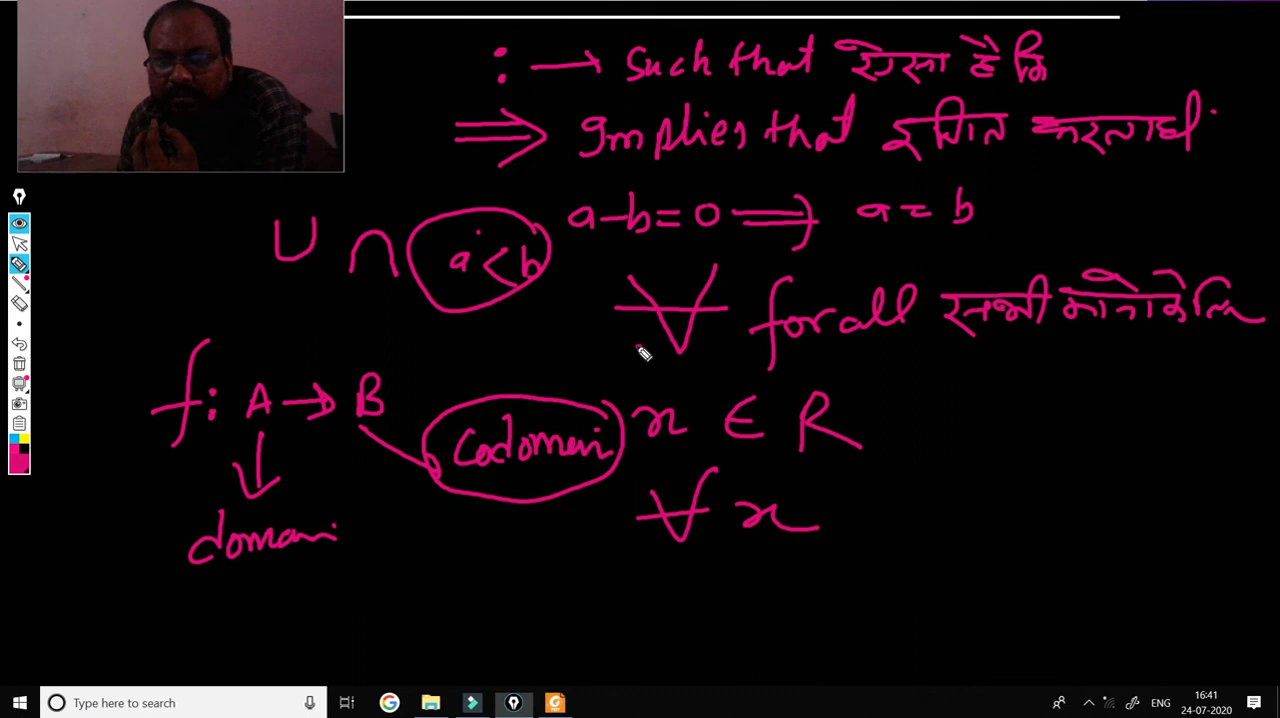 : → Such that ऐसा है कि
⇒ Implies that इंगित करता है
∪ ∩ a < b a-b=0 ⇒ a = b
∀ for all सभी मानों के लिए
f: A → B codomain x ∈ R
∀ x
domain
Type here to search
ENG
16:41
24-07-2020